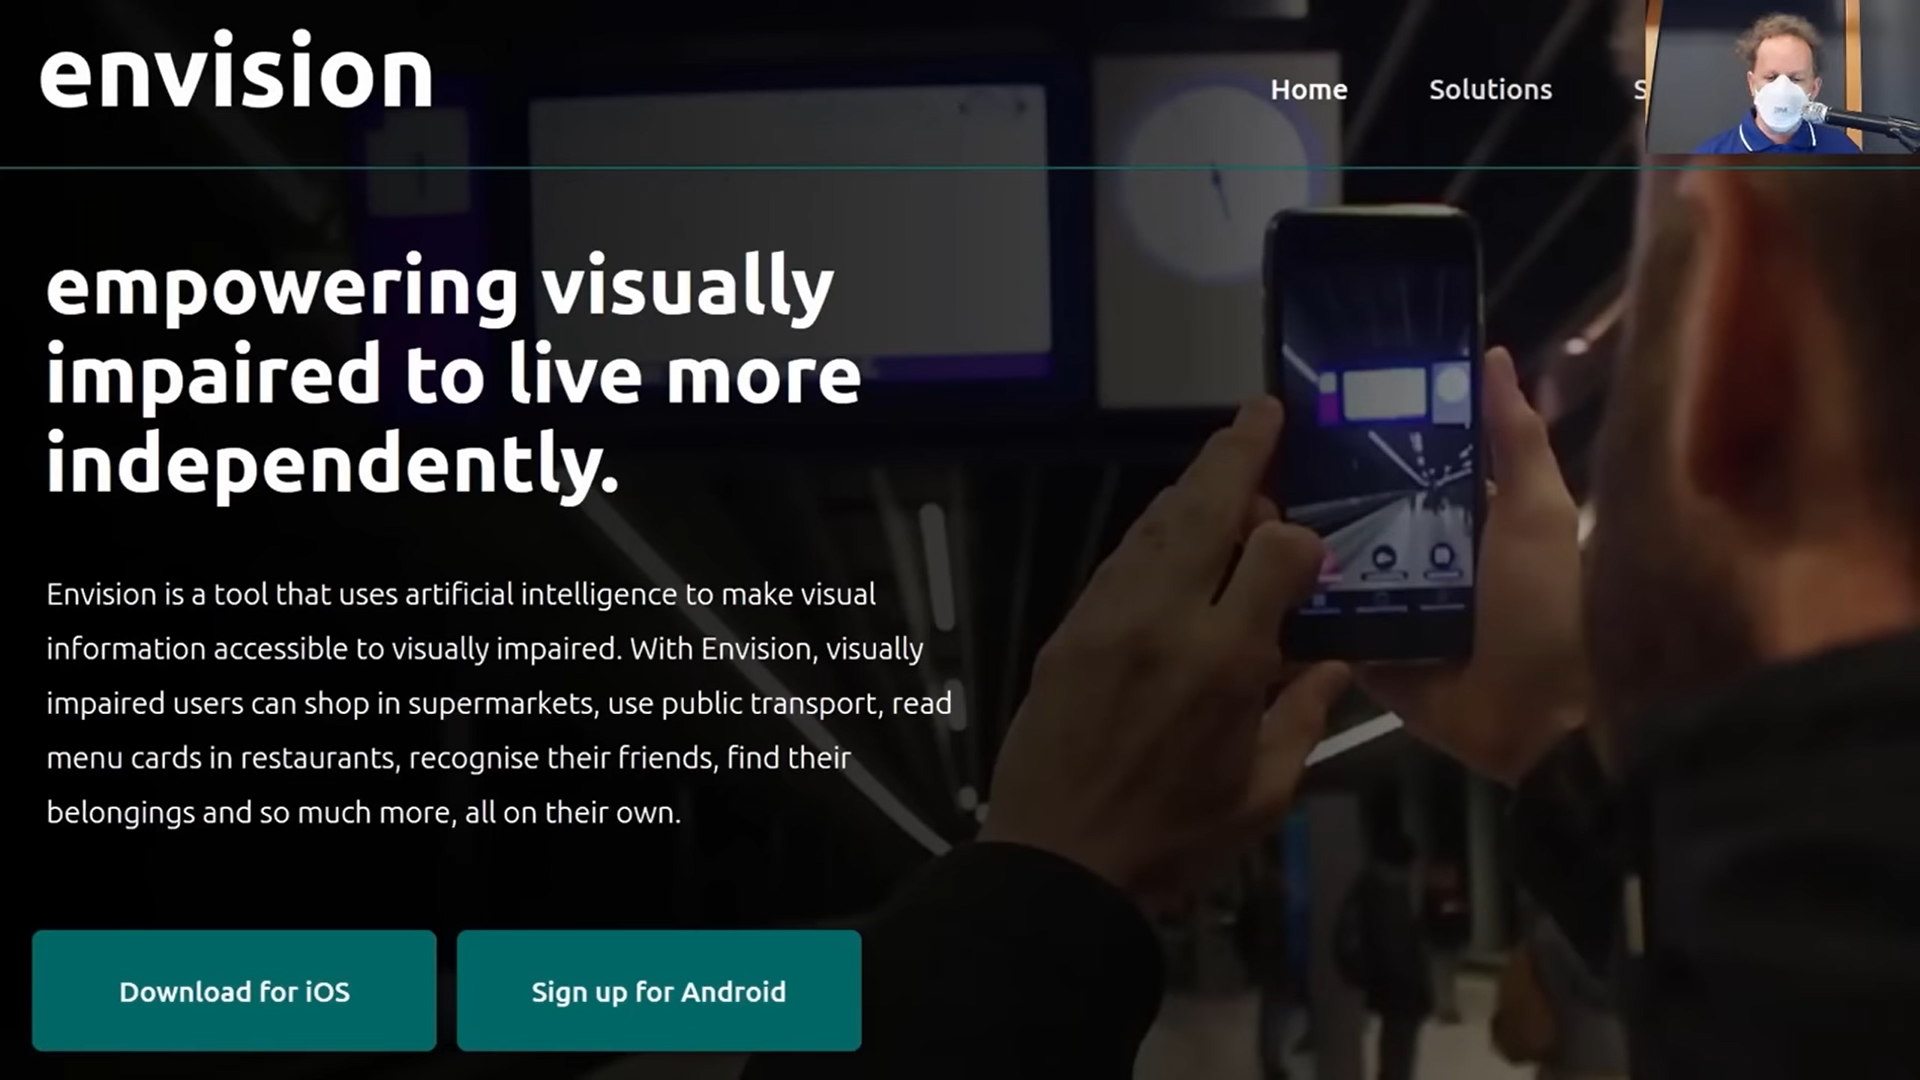 envision
Home
Solutions
empowering visually
impaired to live more
independently.
Envision is a tool that uses artificial intelligence to make visual
information accessible to visually impaired. With Envision, visually
impaired users can shop in supermarkets, use public transport, read
menu cards in restaurants, recognise their friends, find their
belongings and so much more, all on their own.
Download for iOS
Sign up for Android